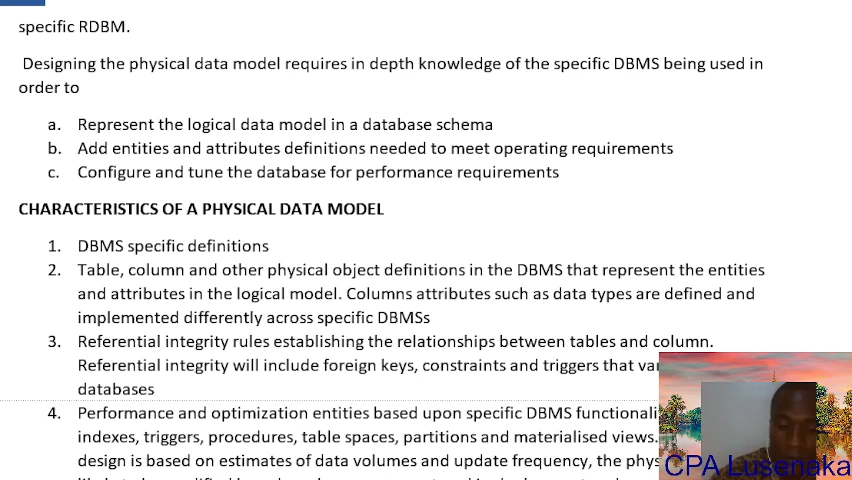 specific RDBM.
Designing the physical data model requires in depth knowledge of the specific DBMS being used in
order to
a. Represent the logical data model in a database schema
b. Add entities and attributes definitions needed to meet operating requirements
c. Configure and tune the database for performance requirements
CHARACTERISTICS OF A PHYSICAL DATA MODEL
1. DBMS specific definitions
2. Table, column and other physical object definitions in the DBMS that represent the entities
and attributes in the logical model. Columns attributes such as data types are defined and
implemented differently across specific DBMSs
3. Referential integrity rules establishing the relationships between tables and column.
Referential integrity will include foreign keys, constraints and triggers that
databases
4. Performance and optimization entities based upon specific DBMS
indexes, triggers, procedures, table spaces, partitions and materialised views.
design is based on estimates of data volumes and update frequency, the
CPA Lusenaka